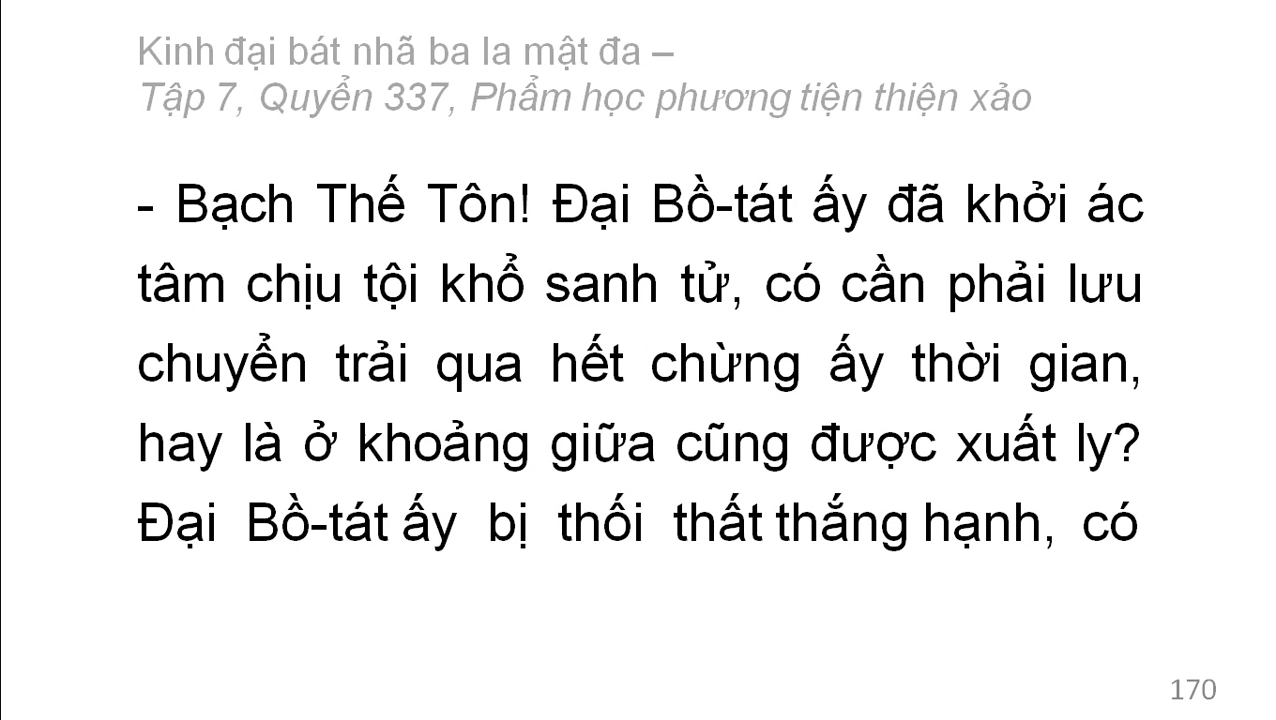 Kinh đại bát nhã ba la mật đa –
Tập 7, Quyển 337, Phẩm học phương tiện thiện xảo
- Bạch Thế Tôn! Đại Bồ-tát ấy đã khởi ác
tâm chịu tội khổ sanh tử, có cần phải lưu
chuyển trải qua hết chừng ấy thời gian,
hay là ở khoảng giữa cũng được xuất ly?
Đại Bồ-tát ấy bị thối thất thắng hạnh, có
170